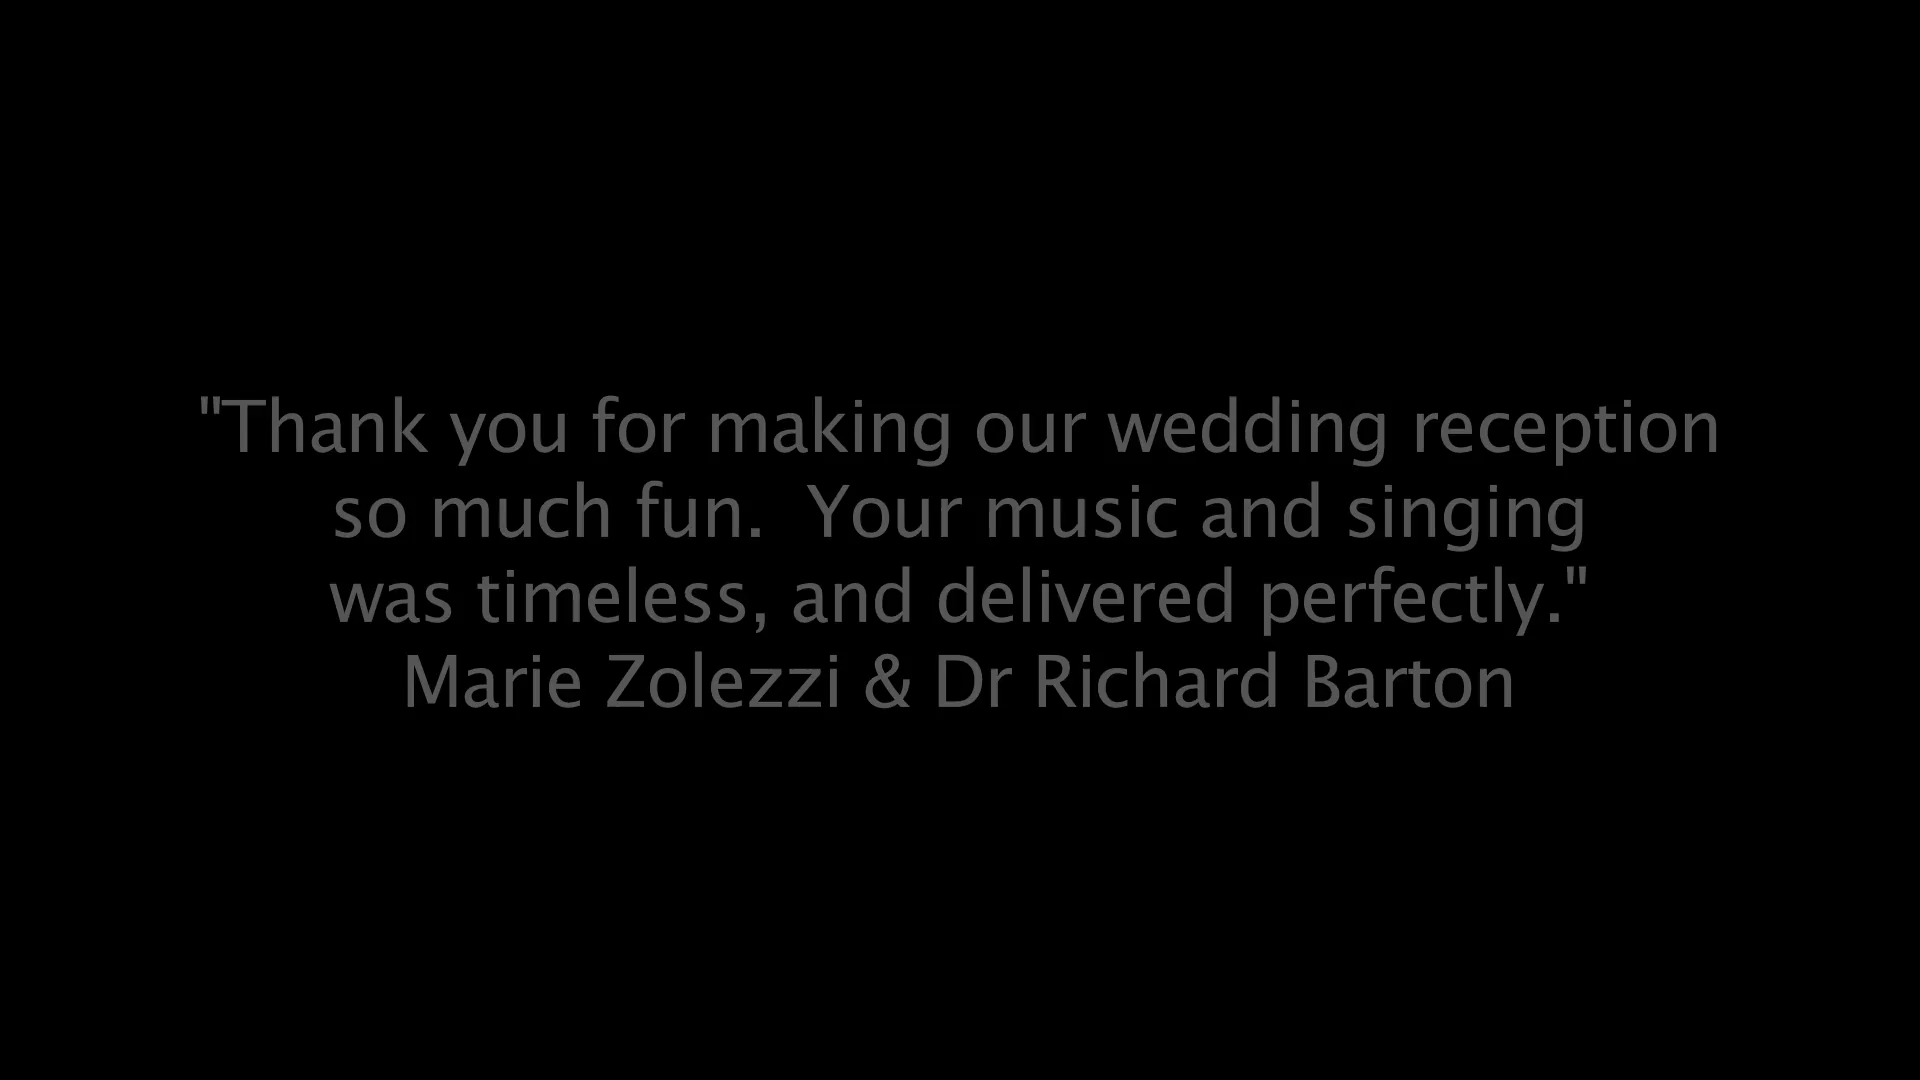 "Thank you for making our wedding reception
so much fun.  Your music and singing
was timeless, and delivered perfectly."
Marie Zolezzi & Dr Richard Barton